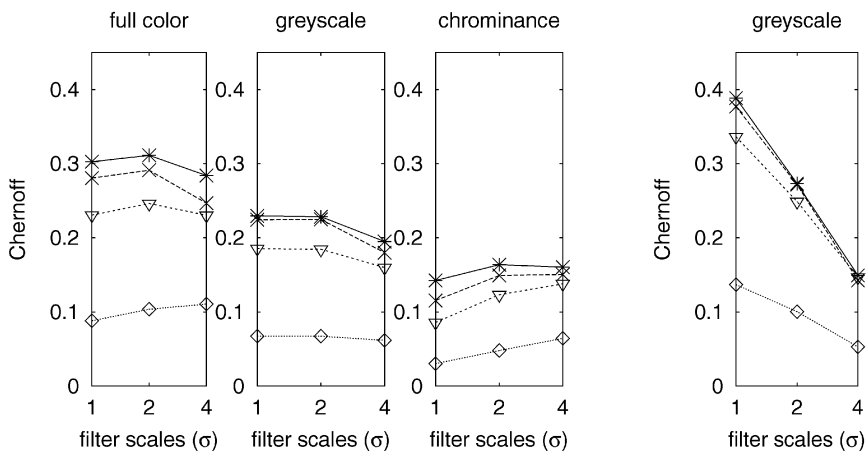 full color greyscale chrominance greyscale
0.4 0.4 0.4 0.4
0.3 0.3 0.3 0.3
Chernoff Chernoff
0.2 0.2 0.2 0.2
0.1 0.1 0.1 0.1
0 0 0 0
1 2 4 1 2 4 1 2 4 1 2 4
filter scales (σ) filter scales (σ) filter scales (σ) filter scales (σ)